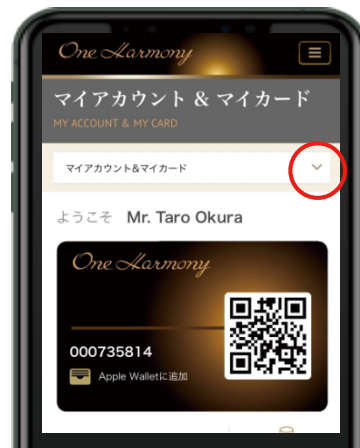 One Harmony
マイアカウント & マイカード
MY ACCOUNT & MY CARD
マイアカウント&マイカード
ようこそ Mr. Taro Okura
One Harmony
000735814
Apple Walletに追加